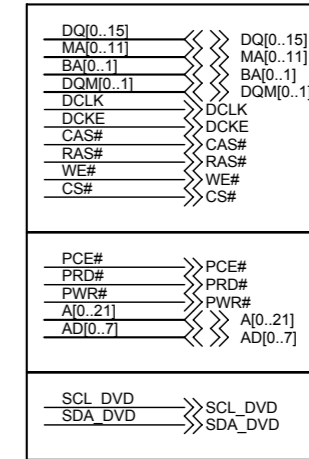 DQ[0..15] DQ[0..15]
MA[0..11] MA[0..11]
BA[0..1] BA[0..1]
DQM[0..1] DQM[0..1]
DCLK DCLK
DCKE DCKE
CAS# CAS#
RAS# RAS#
WE# WE#
CS# CS#
PCE# PCE#
PRD# PRD#
PWR# PWR#
A[0..21] A[0..21]
AD[0..7] AD[0..7]
SCL_DVD SCL_DVD
SDA_DVD SDA_DVD